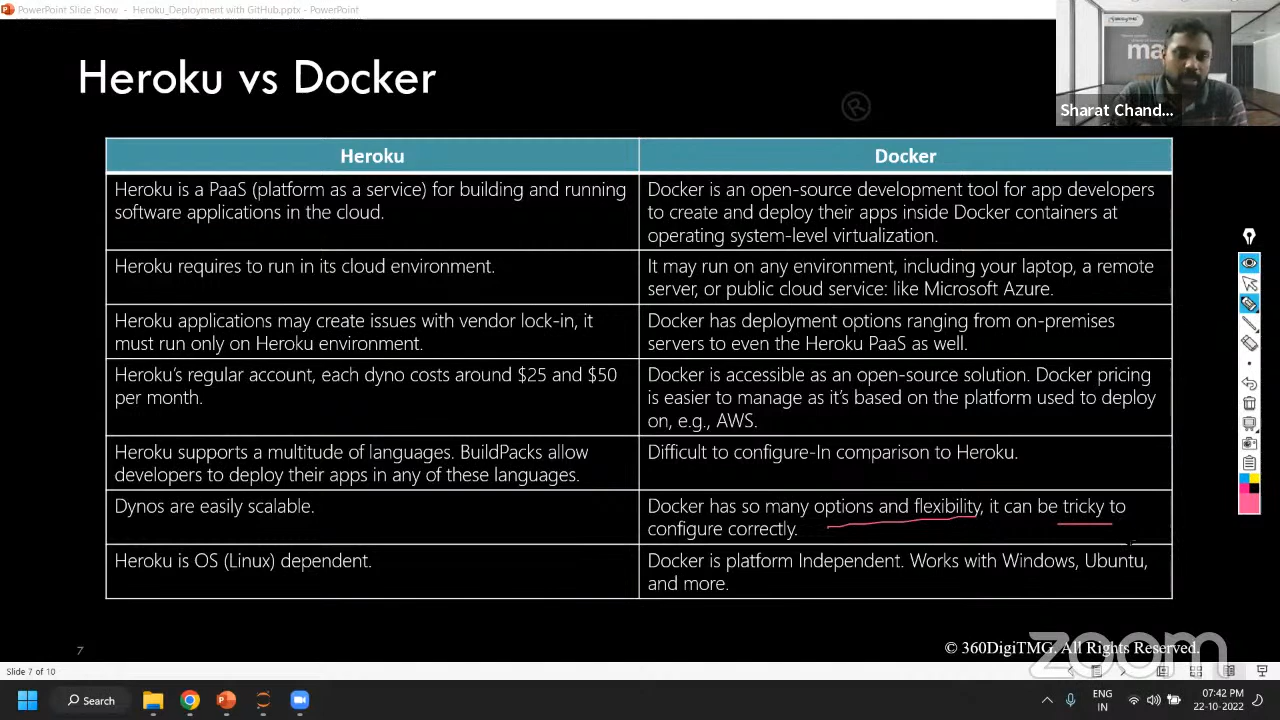 PowerPoint Slide Show - Heroku_Deployment with GitHub.pptx - PowerPoint
Heroku vs Docker
®
ma
Sharat Chand...
Heroku
Docker
Heroku is a PaaS (platform as a service) for building and running
software applications in the cloud.
Docker is an open-source development tool for app developers
to create and deploy their apps inside Docker containers at
operating system-level virtualization.
Heroku requires to run in its cloud environment.
It may run on any environment, including your laptop, a remote
server, or public cloud service: like Microsoft Azure.
Heroku applications may create issues with vendor lock-in, it
must run only on Heroku environment.
Docker has deployment options ranging from on-premises
servers to even the Heroku PaaS as well.
Heroku's regular account, each dyno costs around $25 and $50
per month.
Docker is accessible as an open-source solution. Docker pricing
is easier to manage as it's based on the platform used to deploy
on, e.g., AWS.
Heroku supports a multitude of languages. BuildPacks allow
developers to deploy their apps in any of these languages.
Difficult to configure-In comparison to Heroku.
Dynos are easily scalable.
Docker has so many options and flexibility, it can be tricky to
configure correctly.
Heroku is OS (Linux) dependent.
Docker is platform Independent. Works with Windows, Ubuntu,
and more.
7
© 360DigiTMG. All Rights Reserved.
zoom
Slide 7 of 10
Search
ENG
IN
07:42 PM
22-10-2022